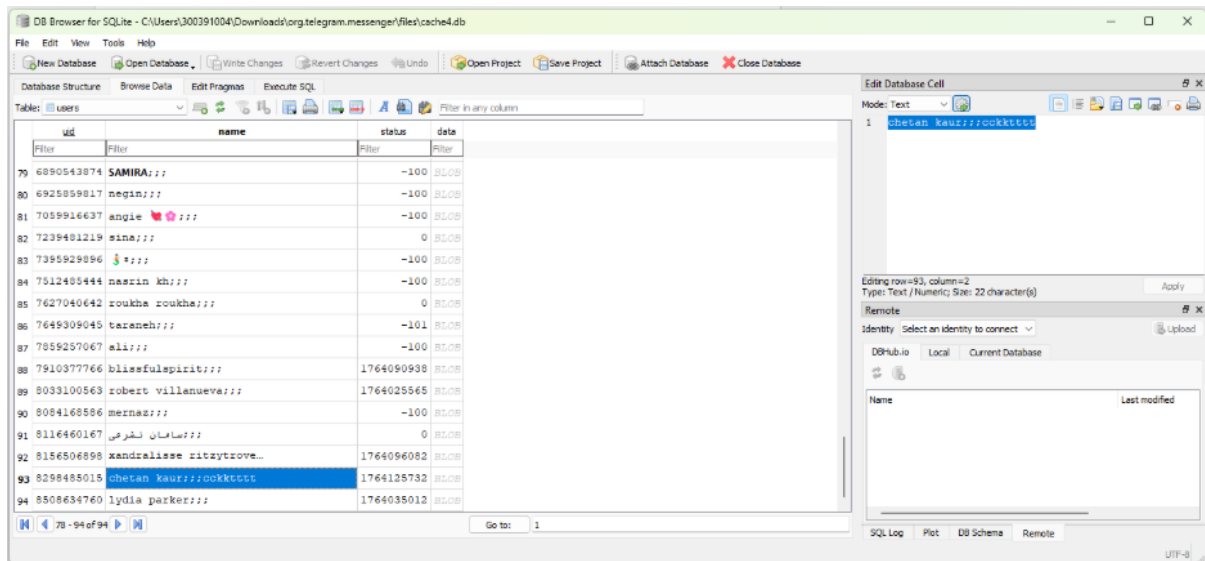 DB Browser for SQLite - C:\Users\300391004\Downloads\org.telegram.messenger\files\cache4.db
File Edit View Tools Help
New Database Open Database Write Changes Revert Changes Undo Open Project Save Project Attach Database Close Database
Database Structure Browse Data Edit Pragmas Execute SQL
Table: users Filter in any column
uid name status data
Filter Filter Filter Filter
79 6890543874 SAMIRA;;; -100 BLOB
80 6925859817 negin;;; -100 BLOB
81 7059916637 angie 💘🌸;;; -100 BLOB
82 7239481219 sina;;; 0 BLOB
83 7395929896 ;;; -100 BLOB
84 7512485444 nasrin kh;;; -100 BLOB
85 7627040642 roukha roukha;;; 0 BLOB
86 7649309045 taraneh;;; -101 BLOB
87 7859257067 ali;;; -100 BLOB
88 7910377766 blissfulspirit;;; 1764090938 BLOB
89 8033100563 robert villanueva;;; 1764025565 BLOB
90 8084168586 mernaz;;; -100 BLOB
91 8116460167 ;;; 0 BLOB
92 8156506898 xandralisse ritzytrove… 1764096082 BLOB
93 8298485015 chetan kaur;;;cckktttt 1764125732 BLOB
94 8508634760 lydia parker;;; 1764035012 BLOB
78 - 94 of 94 Go to: 1
Edit Database Cell
Mode: Text
1 chetan kaur;;;cckktttt
Editing row=93, column=2
Type: Text / Numeric; Size: 22 character(s)
Apply
Remote
Identity Select an identity to connect Upload
DBHub.io Local Current Database
Name Last modified
SQL Log Plot DB Schema Remote
UTF-8